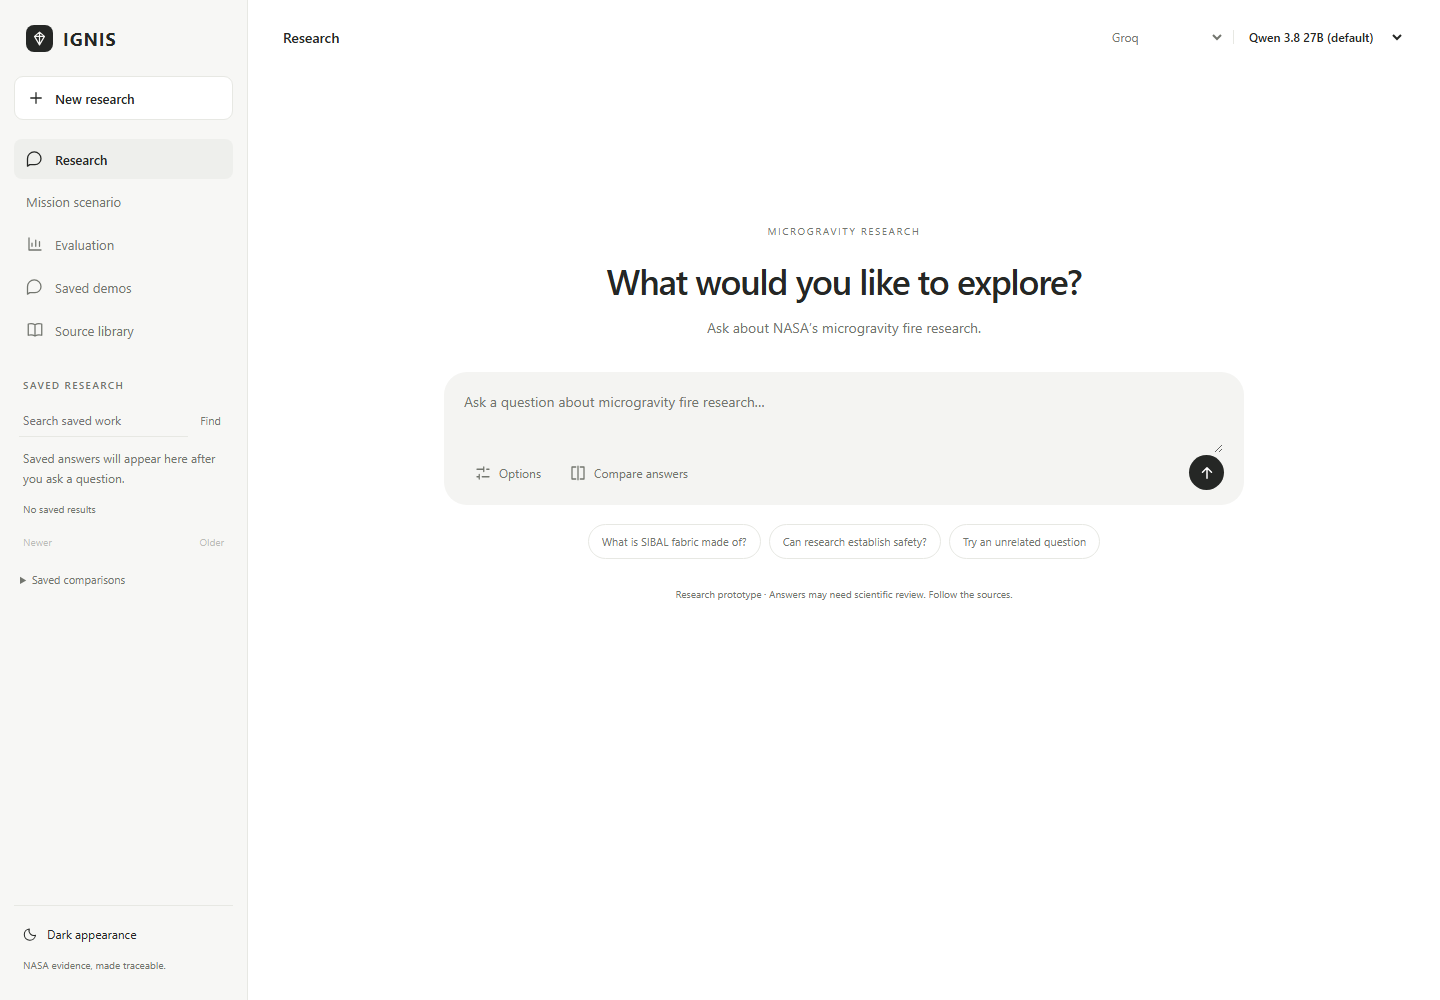 IGNIS
New research
Research
Mission scenario
Evaluation
Saved demos
Source library
SAVED RESEARCH
Search saved work
Find
Saved answers will appear here after
you ask a question.
No saved results
Newer
Older
Saved comparisons
Dark appearance
NASA evidence, made traceable.
Research
Groq
Qwen 3.8 27B (default)
MICROGRAVITY RESEARCH
What would you like to explore?
Ask about NASA's microgravity fire research.
Ask a question about microgravity fire research...
Options
Compare answers
What is SIBAL fabric made of?
Can research establish safety?
Try an unrelated question
Research prototype · Answers may need scientific review. Follow the sources.